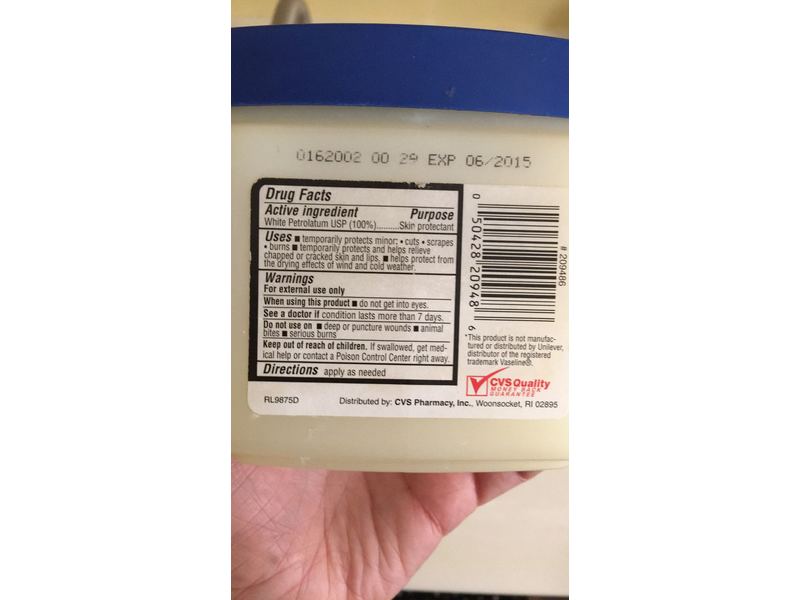 0162002 00 29 EXP 06/2015
Drug Facts
Active ingredient Purpose
White Petrolatum USP (100%)..........Skin protectant
Uses ■ temporarily protects minor: • cuts • scrapes
• burns ■ temporarily protects and helps relieve
chapped or cracked skin and lips. ■ helps protect from
the drying effects of wind and cold weather.
Warnings
For external use only
When using this product ■ do not get into eyes.
See a doctor if condition lasts more than 7 days.
Do not use on ■ deep or puncture wounds ■ animal
bites ■ serious burns
Keep out of reach of children. If swallowed, get med-
ical help or contact a Poison Control Center right away.
Directions apply as needed
RL9875D
Distributed by: CVS Pharmacy, Inc., Woonsocket, RI 02895
0 50428 20948 6
# 209486
*This product is not manufac-
tured or distributed by Unilever,
distributor of the registered
trademark Vaseline®.
CVS Quality
MONEY BACK
GUARANTEE